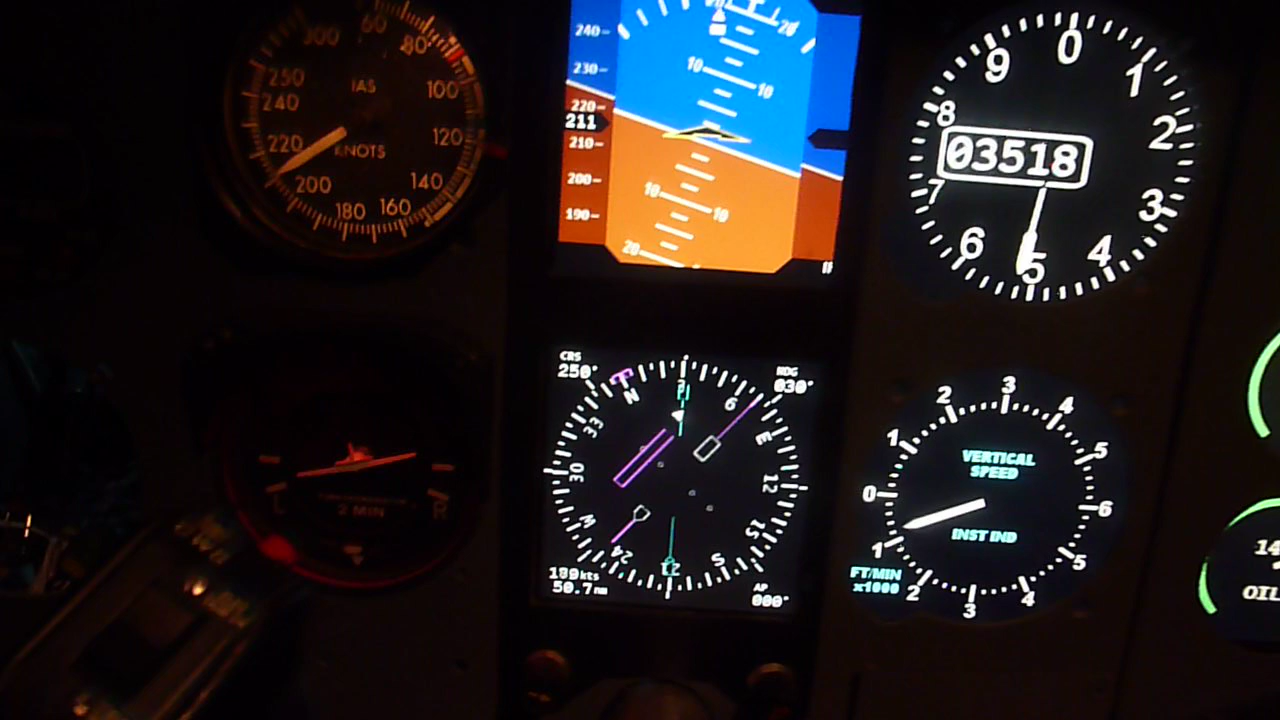 300
60
80
250
IAS
100
240
120
220
KNOTS
200
140
180
160
240
20
230
10
10
220
211
210
200
10
10
190
20
0
9
1
8
2
03518
7
3
6
4
5
CRS
250°
HDG
030°
N
6
33
E
30
12
W
15
24
S
189kts
50.7nm
AP
000°
L
2 MIN
R
3
2
4
1
5
VERTICAL
SPEED
0
6
INST IND
1
5
FT/MIN
x1000
2
4
3
14
OIL